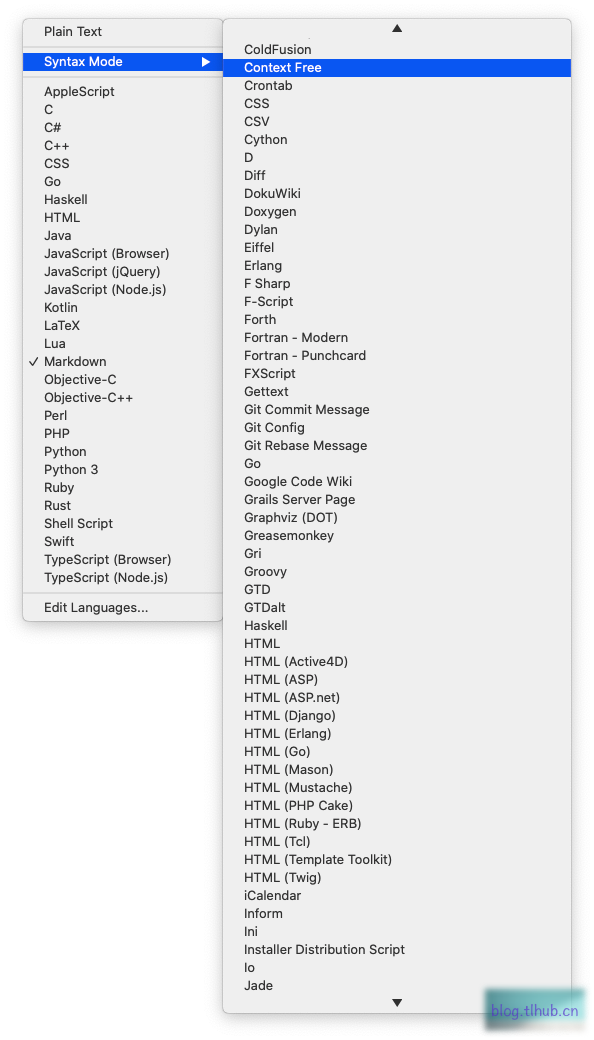 Plain Text
Syntax Mode
AppleScript
C
C#
C++
CSS
Go
Haskell
HTML
Java
JavaScript (Browser)
JavaScript (jQuery)
JavaScript (Node.js)
Kotlin
LaTeX
Lua
✓ Markdown
Objective-C
Objective-C++
Perl
PHP
Python
Python 3
Ruby
Rust
Shell Script
Swift
TypeScript (Browser)
TypeScript (Node.js)
Edit Languages...
ColdFusion
Context Free
Crontab
CSS
CSV
Cython
D
Diff
DokuWiki
Doxygen
Dylan
Eiffel
Erlang
F Sharp
F-Script
Forth
Fortran - Modern
Fortran - Punchcard
FXScript
Gettext
Git Commit Message
Git Config
Git Rebase Message
Go
Google Code Wiki
Grails Server Page
Graphviz (DOT)
Greasemonkey
Gri
Groovy
GTD
GTDalt
Haskell
HTML
HTML (Active4D)
HTML (ASP)
HTML (ASP.net)
HTML (Django)
HTML (Erlang)
HTML (Go)
HTML (Mason)
HTML (Mustache)
HTML (PHP Cake)
HTML (Ruby - ERB)
HTML (Tcl)
HTML (Template Toolkit)
HTML (Twig)
iCalendar
Inform
Ini
Installer Distribution Script
Io
Jade
blog.tlhub.cn